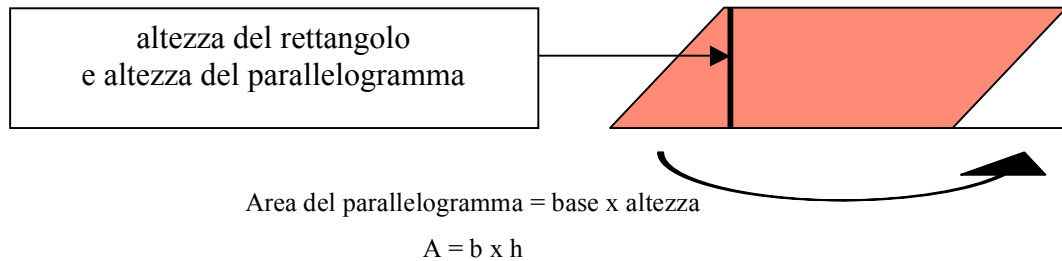 altezza del rettangolo
e altezza del parallelogramma
Area del parallelogramma = base x altezza
A = b x h